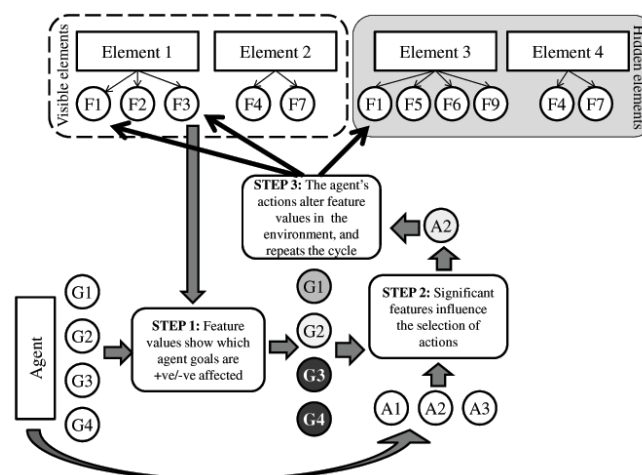 Visible elements
Element 1
Element 2
F1 F2 F3 F4 F7
Element 3
Element 4
F1 F5 F6 F9 F4 F7
Hidden elements
STEP 3: The agent's
actions alter feature
values in the
environment, and
repeats the cycle
A2
Agent
G1
G2
G3
G4
STEP 1: Feature
values show which
agent goals are
+ve/-ve affected
G1
G2
G3
G4
STEP 2: Significant
features influence
the selection of
actions
A1 A2 A3